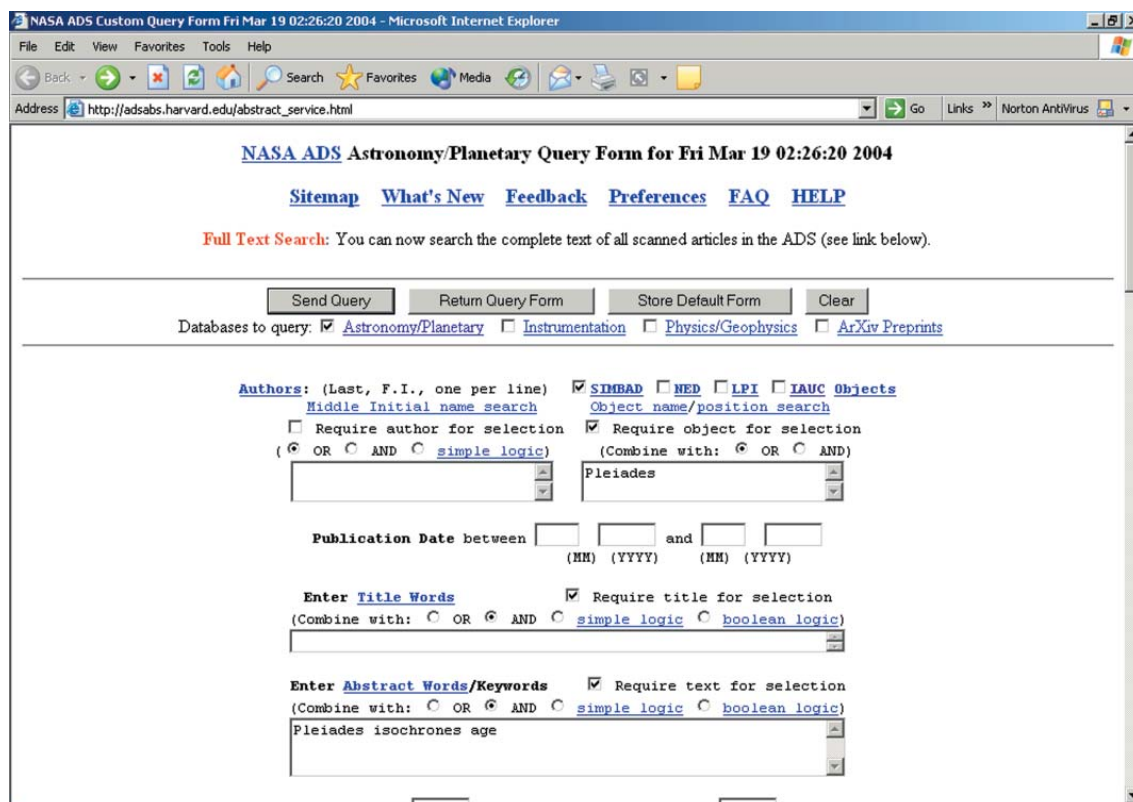 NASA ADS Custom Query Form Fri Mar 19 02:26:20 2004 - Microsoft Internet Explorer
File Edit View Favorites Tools Help
Back Search Favorites Media
Address http://adsabs.harvard.edu/abstract_service.html Go Links » Norton AntiVirus
NASA ADS Astronomy/Planetary Query Form for Fri Mar 19 02:26:20 2004
Sitemap What's New Feedback Preferences FAQ HELP
Full Text Search: You can now search the complete text of all scanned articles in the ADS (see link below).
Send Query Return Query Form Store Default Form Clear
Databases to query: Astronomy/Planetary Instrumentation Physics/Geophysics ArXiv Preprints
Authors: (Last, F.I., one per line) SIMBAD NED LPI IAUC Objects
Middle Initial name search Object name/position search
Require author for selection Require object for selection
( OR AND simple logic) (Combine with: OR AND)
Pleiades
Publication Date between and
(MM) (YYYY) (MM) (YYYY)
Enter Title Words Require title for selection
(Combine with: OR AND simple logic boolean logic)
Enter Abstract Words/Keywords Require text for selection
(Combine with: OR AND simple logic boolean logic)
Pleiades isochrones age